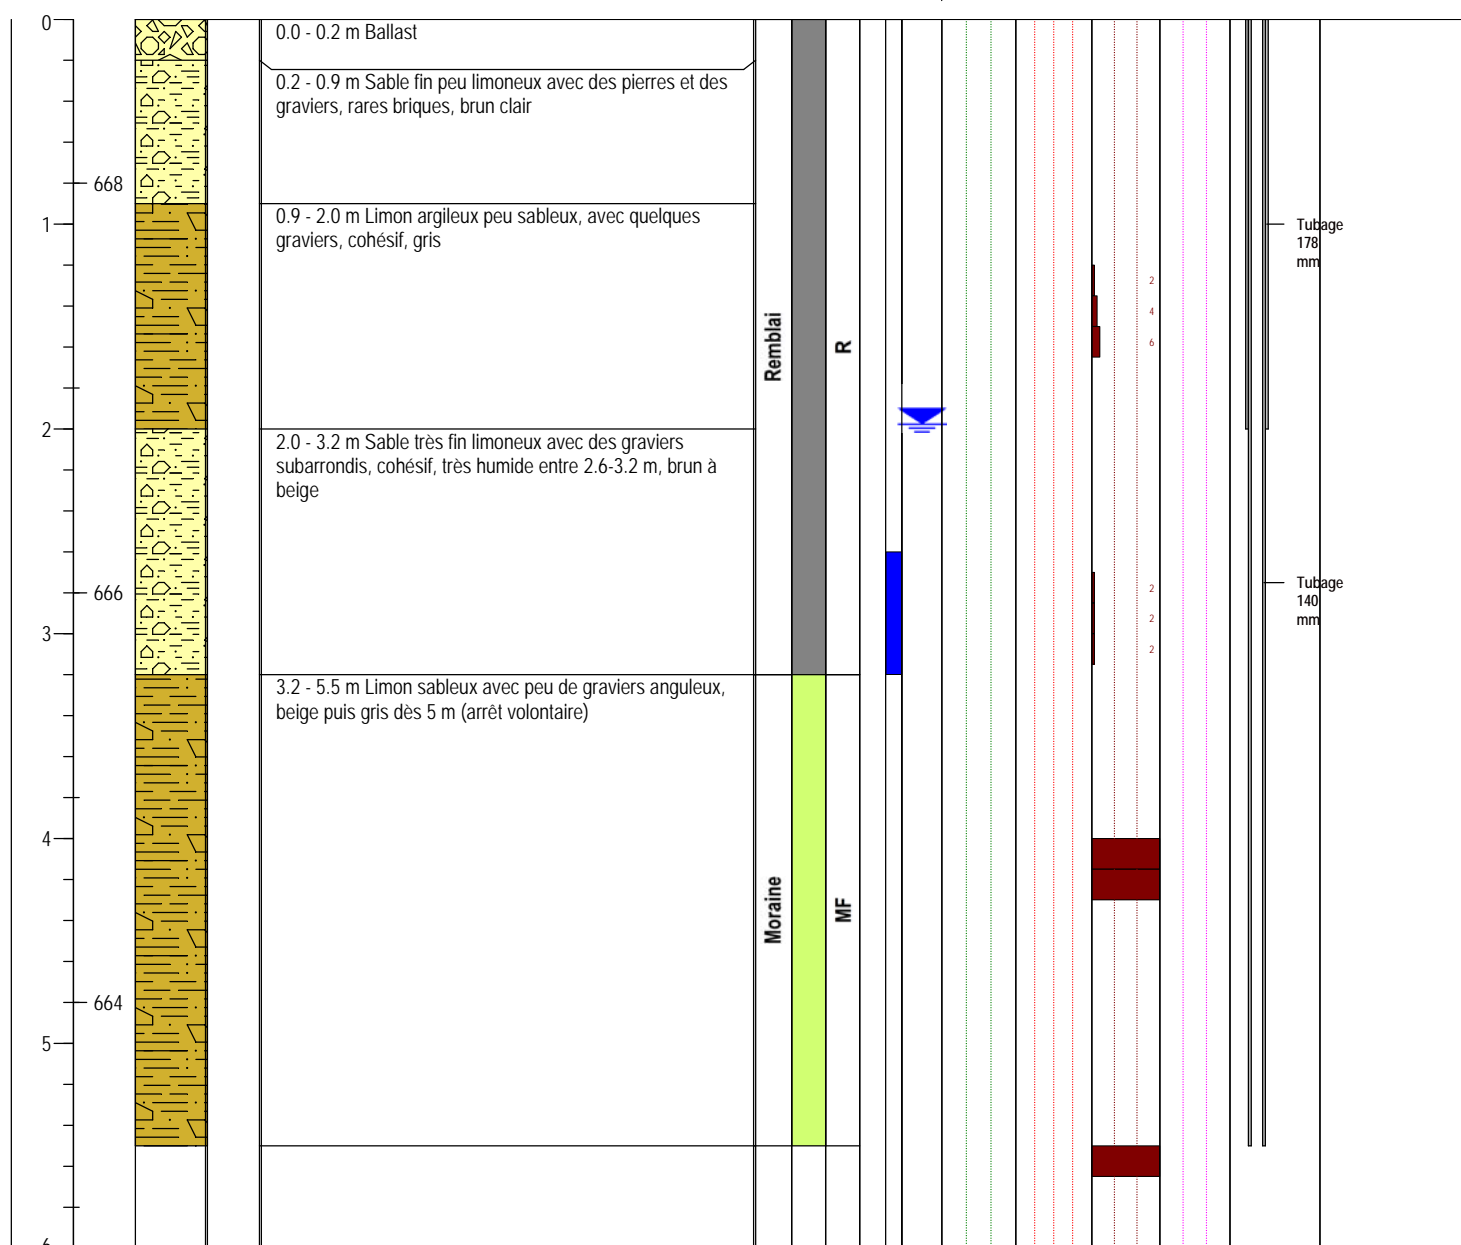 0
0.0 - 0.2 m Ballast
0.2 - 0.9 m Sable fin peu limoneux avec des pierres et des
graviers, rares briques, brun clair
668
1
0.9 - 2.0 m Limon argileux peu sableux, avec quelques
graviers, cohésif, gris
Tubage
178
mm
2
4
6
Remblai
R
2
2.0 - 3.2 m Sable très fin limoneux avec des graviers
subarrondis, cohésif, très humide entre 2.6-3.2 m, brun à
beige
666
2
2
2
Tubage
140
mm
3
3.2 - 5.5 m Limon sableux avec peu de graviers anguleux,
beige puis gris dès 5 m (arrêt volontaire)
4
Moraine
MF
664
5
6